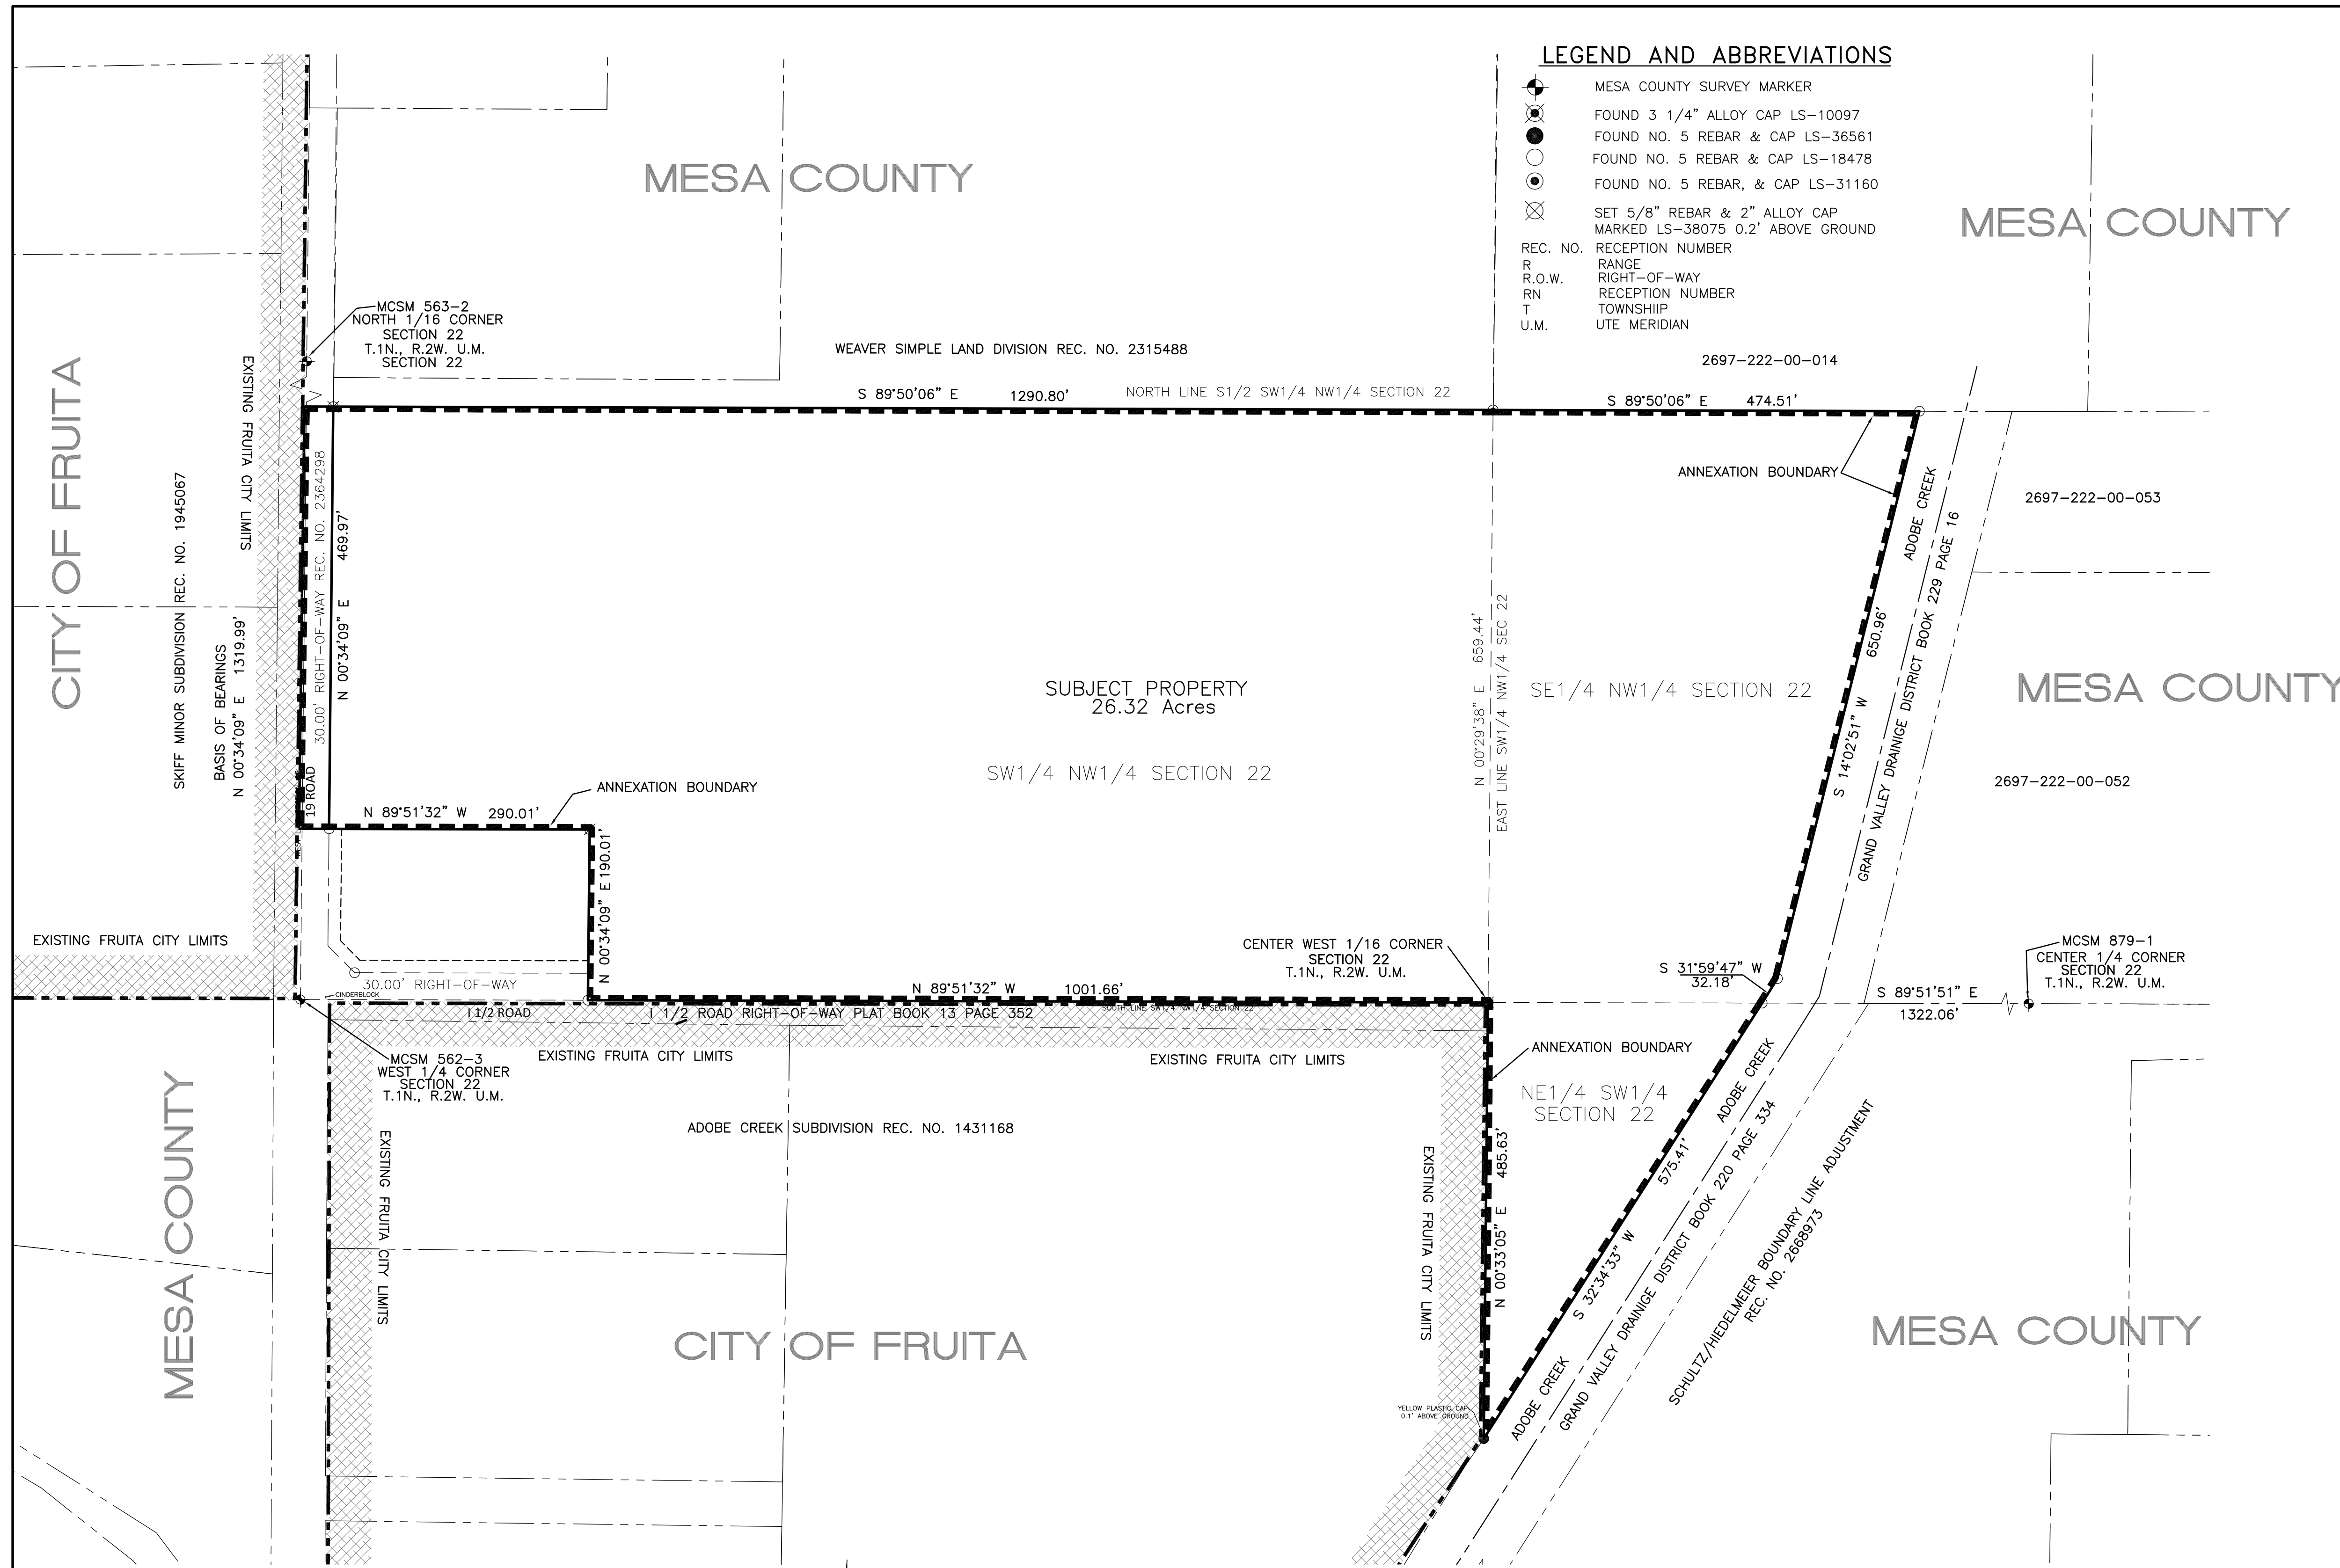 LEGEND AND ABBREVIATIONS
MESA COUNTY SURVEY MARKER
FOUND 3 1/4" ALLOY CAP LS-10097
FOUND NO. 5 REBAR & CAP LS-36561
FOUND NO. 5 REBAR & CAP LS-18478
FOUND NO. 5 REBAR, & CAP LS-31160
SET 5/8" REBAR & 2" ALLOY CAP
MARKED LS-38075 0.2' ABOVE GROUND
REC. NO. RECEPTION NUMBER
R RANGE
R.O.W. RIGHT-OF-WAY
RN RECEPTION NUMBER
T TOWNSHIIP
U.M. UTE MERIDIAN
MESA COUNTY
MESA COUNTY
MCSM 563-2
NORTH 1/16 CORNER
SECTION 22
T.1N., R.2W. U.M.
SECTION 22
WEAVER SIMPLE LAND DIVISION REC. NO. 2315488
2697-222-00-014
S 89°50'06" E 1290.80'
NORTH LINE S1/2 SW1/4 NW1/4 SECTION 22
S 89°50'06" E 474.51'
CITY OF FRUITA
EXISTING FRUITA CITY LIMITS
SKIFF MINOR SUBDIVISION REC. NO. 1945067
BASIS OF BEARINGS
N 00°34'09" E 1319.99'
30.00' RIGHT-OF-WAY REC. NO. 2364298
N 00°34'09" E 469.97'
19 ROAD
ANNEXATION BOUNDARY
ADOBE CREEK
2697-222-00-053
GRAND VALLEY DRAINIGE DISTRICT BOOK 229 PAGE 16
S 14°02'51" W 650.96'
SUBJECT PROPERTY
26.32 Acres
SW1/4 NW1/4 SECTION 22
N 00°29'38" E 659.44'
EAST LINE SW1/4 NW1/4 SEC 22
SE1/4 NW1/4 SECTION 22
MESA COUNTY
2697-222-00-052
ANNEXATION BOUNDARY
N 89°51'32" W 290.01'
N 00°34'09" E 190.01'
EXISTING FRUITA CITY LIMITS
30.00' RIGHT-OF-WAY
CINDERBLOCK
I 1/2 ROAD
N 89°51'32" W 1001.66'
I 1/2 ROAD RIGHT-OF-WAY PLAT BOOK 13 PAGE 352
SOUTH LINE SW1/4 NW1/4 SECTION 22
CENTER WEST 1/16 CORNER
SECTION 22
T.1N., R.2W. U.M.
S 31°59'47" W
32.18'
S 89°51'51" E
1322.06'
MCSM 879-1
CENTER 1/4 CORNER
SECTION 22
T.1N., R.2W. U.M.
MCSM 562-3
WEST 1/4 CORNER
SECTION 22
T.1N., R.2W. U.M.
EXISTING FRUITA CITY LIMITS
EXISTING FRUITA CITY LIMITS
ANNEXATION BOUNDARY
NE1/4 SW1/4
SECTION 22
ADOBE CREEK
ADOBE CREEK SUBDIVISION REC. NO. 1431168
MESA COUNTY
EXISTING FRUITA CITY LIMITS
EXISTING FRUITA CITY LIMITS
N 00°33'05" E 485.63'
S 32°34'33" W 575.41'
GRAND VALLEY DRAINIGE DISTRICT BOOK 220 PAGE 334
SCHULTZ/HIEDELMEIER BOUNDARY LINE ADJUSTMENT
REC. NO. 2668973
CITY OF FRUITA
MESA COUNTY
YELLOW PLASTIC CAP
0.1' ABOVE GROUND
ADOBE CREEK